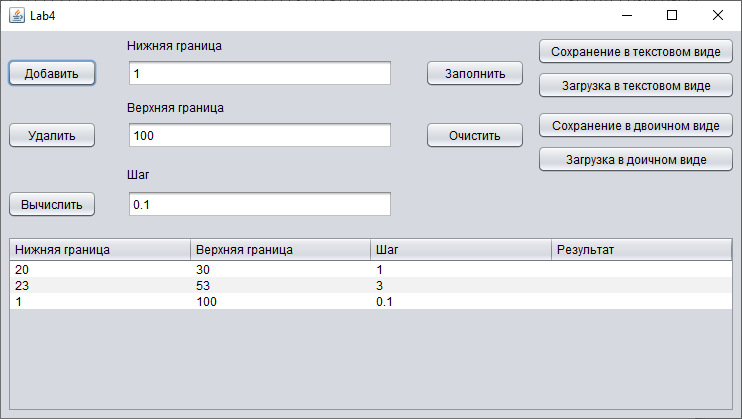 Lab4
Нижняя граница
Сохранение в текстовом виде
Добавить
1
Заполнить
Загрузка в текстовом виде
Верхняя граница
Сохранение в двоичном виде
Удалить
100
Очистить
Загрузка в доичном виде
Шаг
Вычислить
0.1
Нижняя граница Верхняя граница Шаг Результат
20 30 1
23 53 3
1 100 0.1